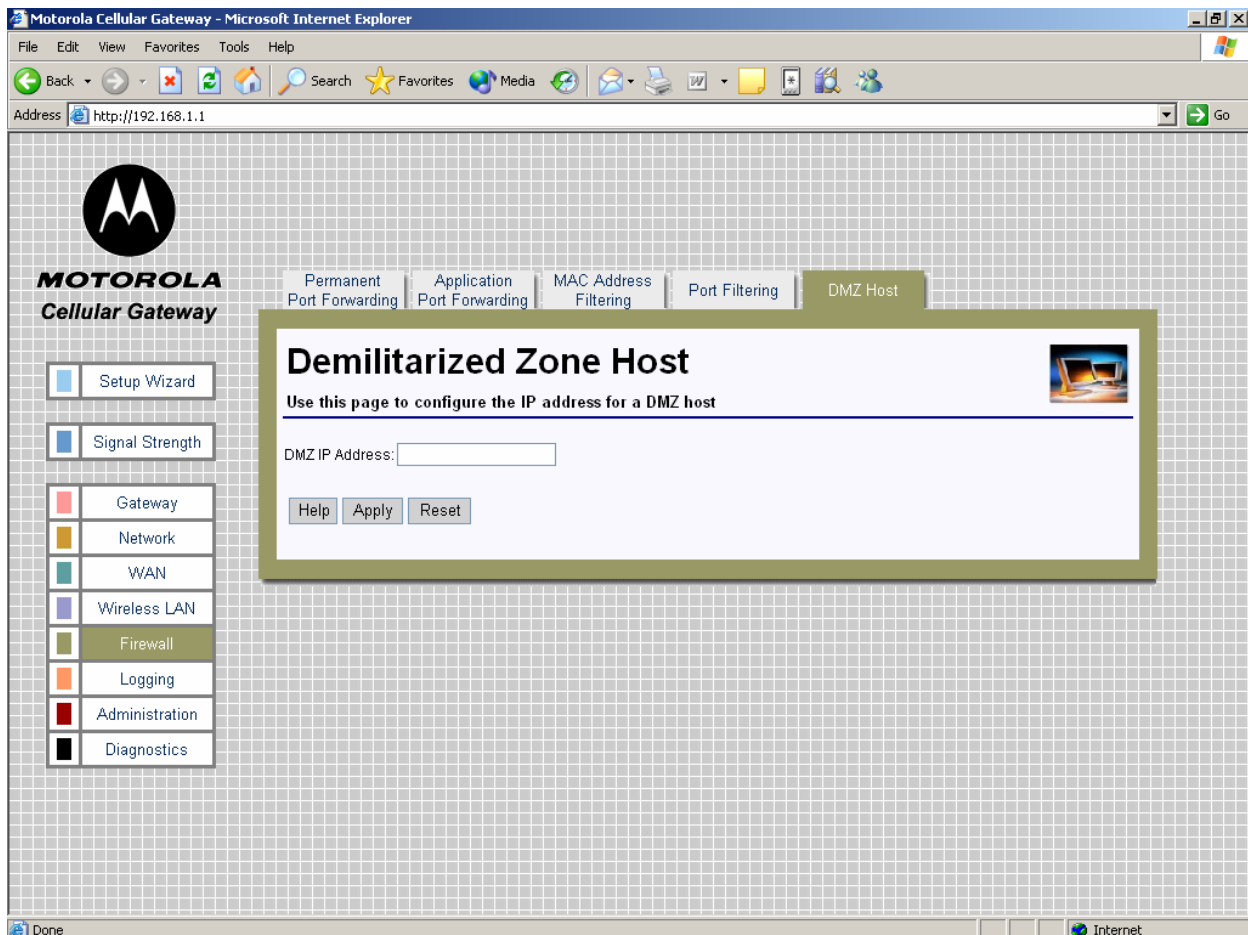 Motorola Cellular Gateway - Microsoft Internet Explorer
File Edit View Favorites Tools Help
Back Search Favorites Media
Address http://192.168.1.1 Go
MOTOROLA
Cellular Gateway
Permanent
Port Forwarding
Application
Port Forwarding
MAC Address
Filtering
Port Filtering
DMZ Host
Demilitarized Zone Host
Use this page to configure the IP address for a DMZ host
DMZ IP Address:
Help Apply Reset
Setup Wizard
Signal Strength
Gateway
Network
WAN
Wireless LAN
Firewall
Logging
Administration
Diagnostics
Done Internet